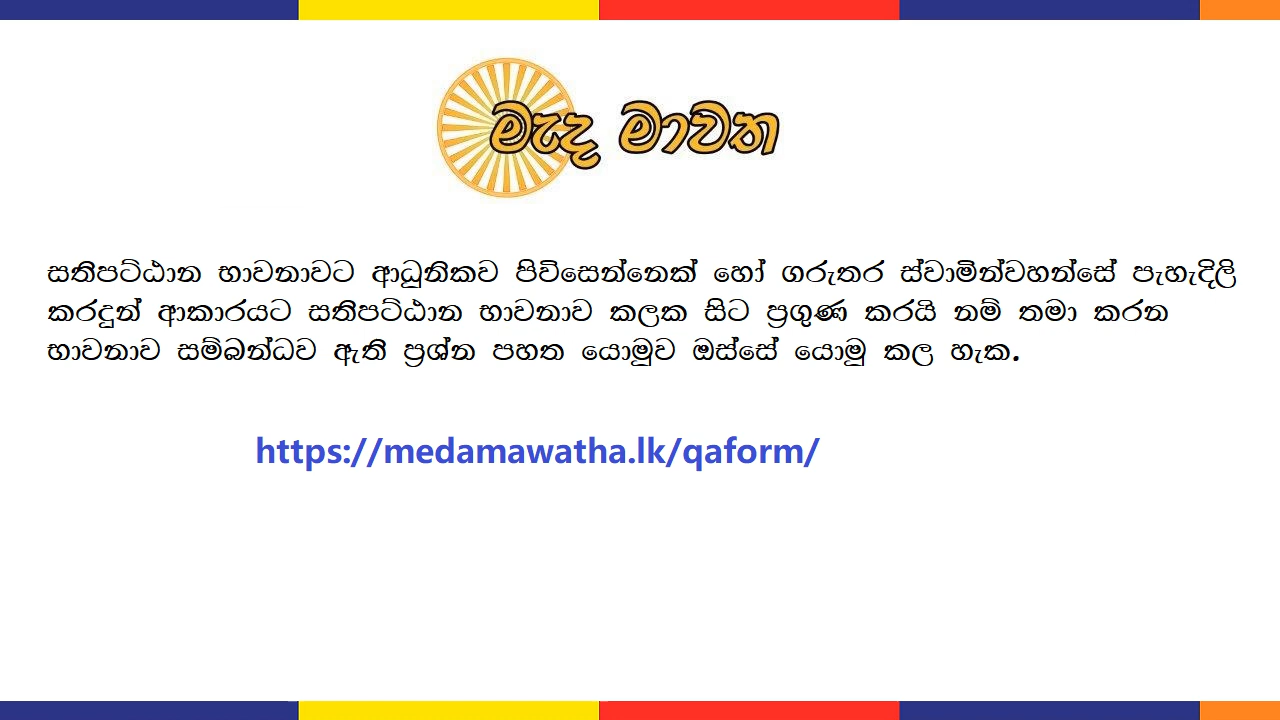 මැද මාවත
සතිපට්ඨාන භාවනාවට ආධුනිකව පිවිසෙන්නෙක් හෝ ගරුතර ස්වාමින්වහන්සේ පැහැදිලි
කරදුන් ආකාරයට සතිපට්ඨාන භාවනාව කලක සිට ප්‍රගුණ කරයි නම් තමා කරන
භාවනාව සම්බන්ධව ඇති ප්‍රශ්න පහත යොමුව ඔස්සේ යොමු කල හැක.
https://medamawatha.lk/qaform/